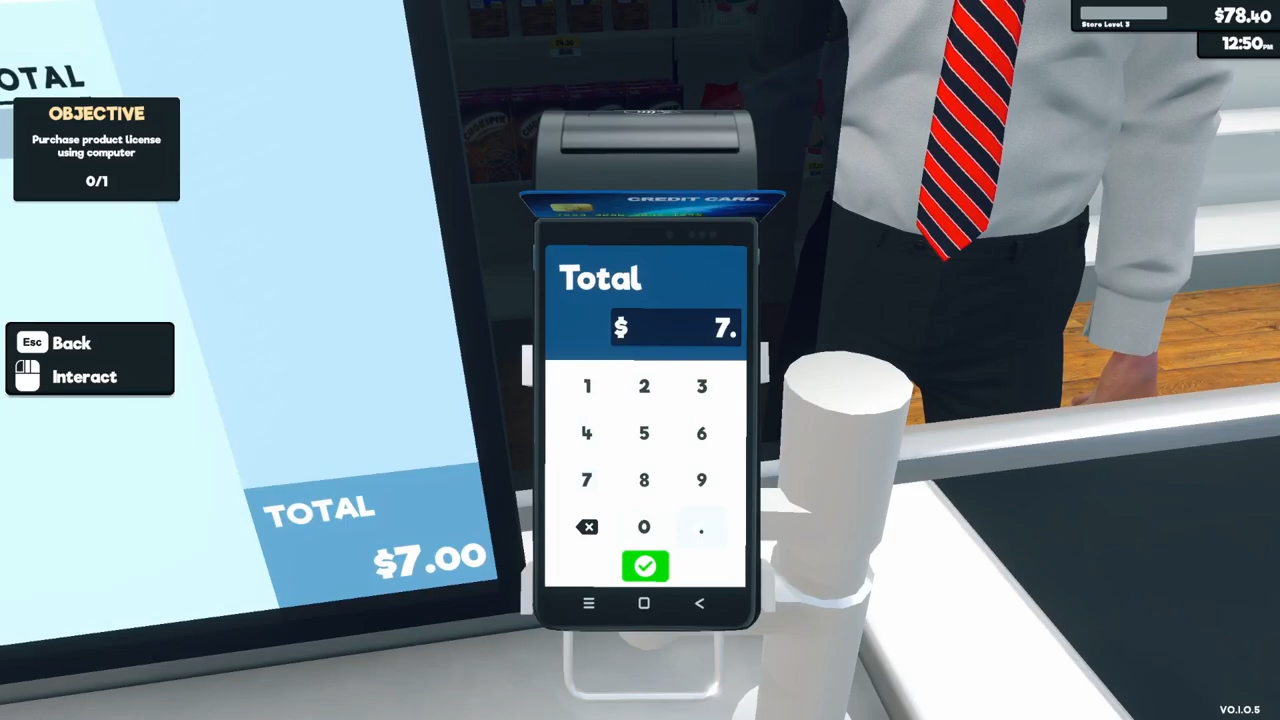 OTAL
OBJECTIVE
Purchase product license
using computer
0/1
Esc Back
Interact
TOTAL
$7.00
CREDIT CARD
Total
$ 7.
1 2 3
4 5 6
7 8 9
0 .
$78.40
Store Level 3
12:50PM
V0.1.0.5